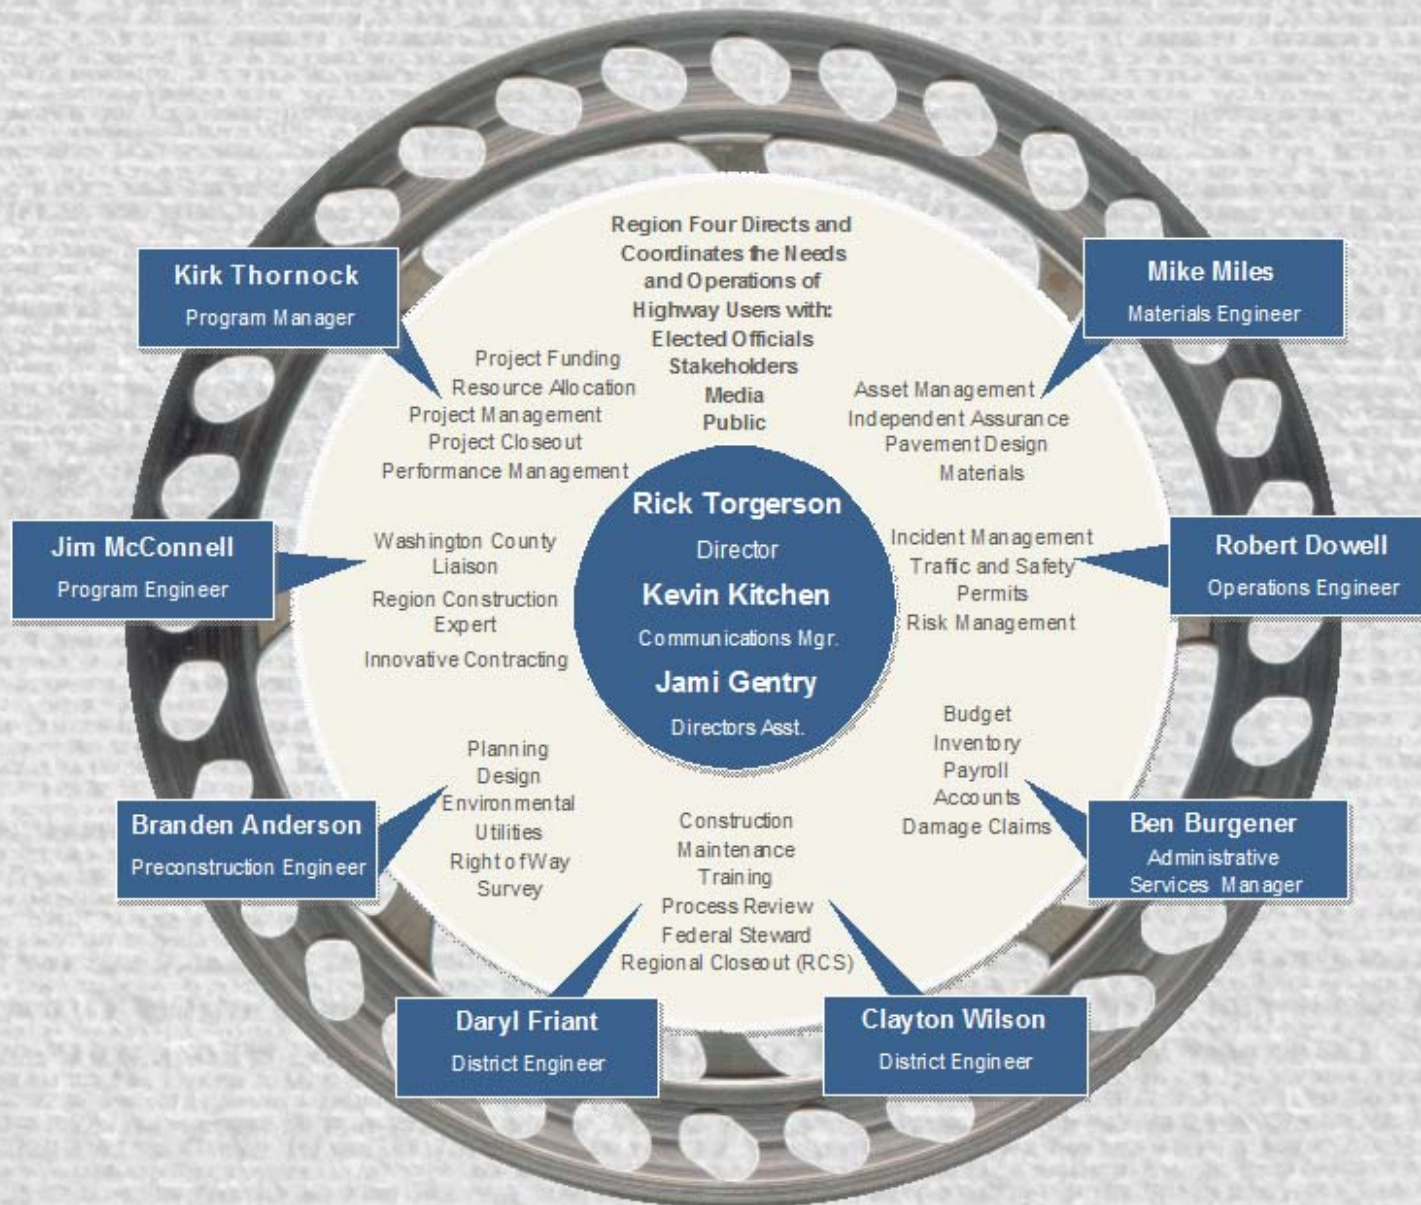 Region Four Directs and
Coordinates the Needs
and Operations of
Highway Users with:
Elected Officials
Stakeholders
Media
Public
Kirk Thornock
Program Manager
Project Funding
Resource Allocation
Project Management
Project Closeout
Performance Management
Mike Miles
Materials Engineer
Asset Management
Independent Assurance
Pavement Design
Materials
Rick Torgerson
Director
Kevin Kitchen
Communications Mgr.
Jami Gentry
Directors Asst.
Jim McConnell
Program Engineer
Washington County
Liaison
Region Construction
Expert
Innovative Contracting
Robert Dowell
Operations Engineer
Incident Management
Traffic and Safety
Permits
Risk Management
Branden Anderson
Preconstruction Engineer
Planning
Design
Environmental
Utilities
Right of Way
Survey
Budget
Inventory
Payroll
Accounts
Damage Claims
Ben Burgener
Administrative
Services Manager
Construction
Maintenance
Training
Process Review
Federal Steward
Regional Closeout (RCS)
Daryl Friant
District Engineer
Clayton Wilson
District Engineer